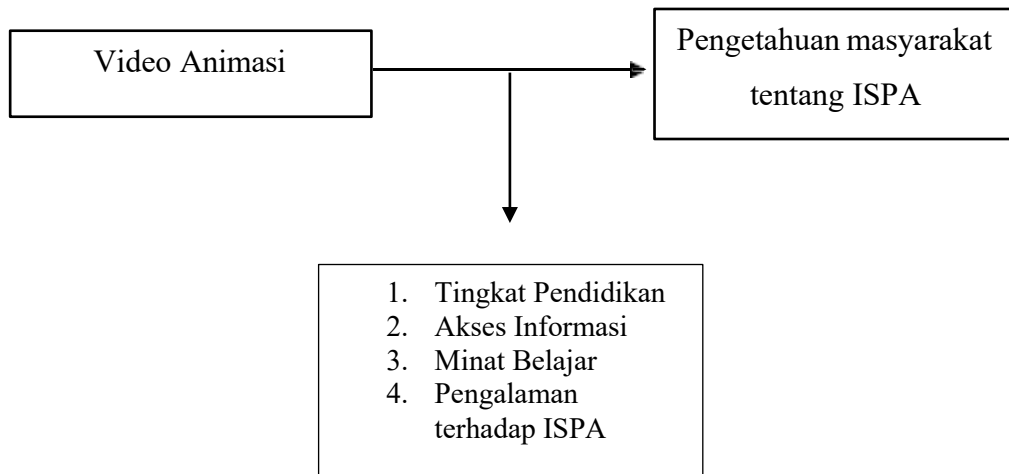 Video Animasi
Pengetahuan masyarakat
tentang ISPA
1. Tingkat Pendidikan
2. Akses Informasi
3. Minat Belajar
4. Pengalaman
terhadap ISPA